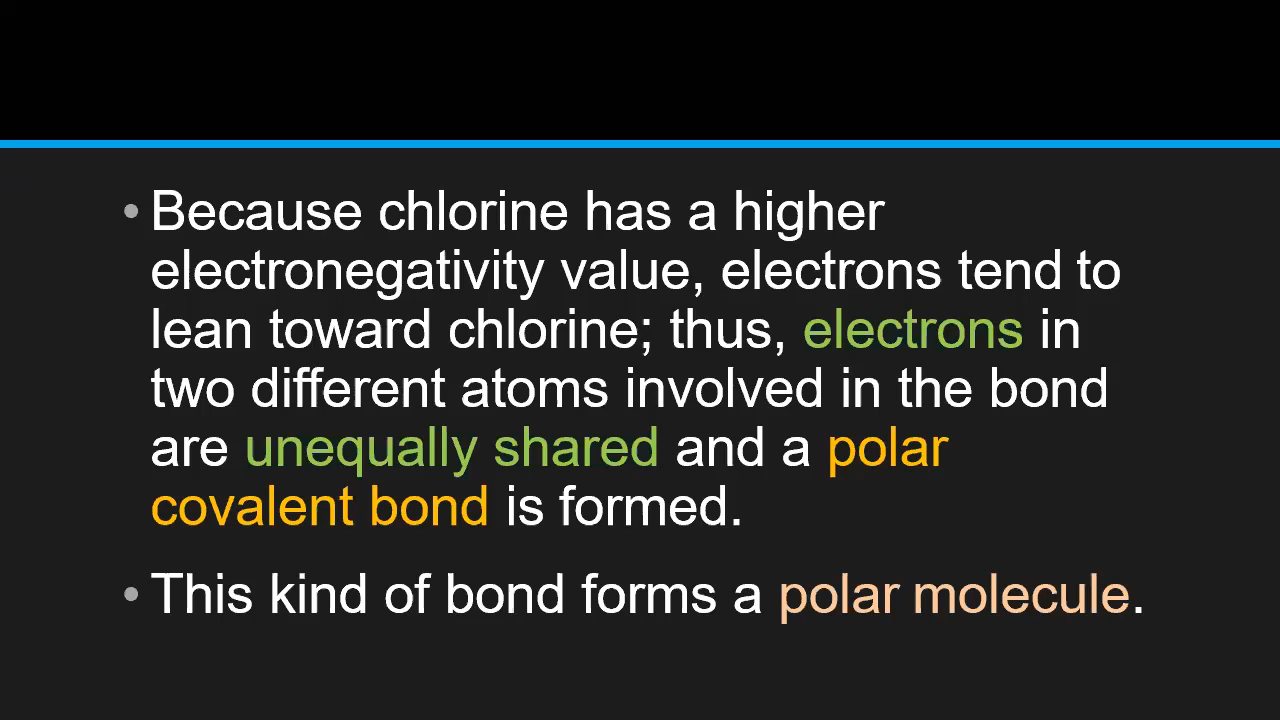 • Because chlorine has a higher
electronegativity value, electrons tend to
lean toward chlorine; thus, electrons in
two different atoms involved in the bond
are unequally shared and a polar
covalent bond is formed.
• This kind of bond forms a polar molecule.